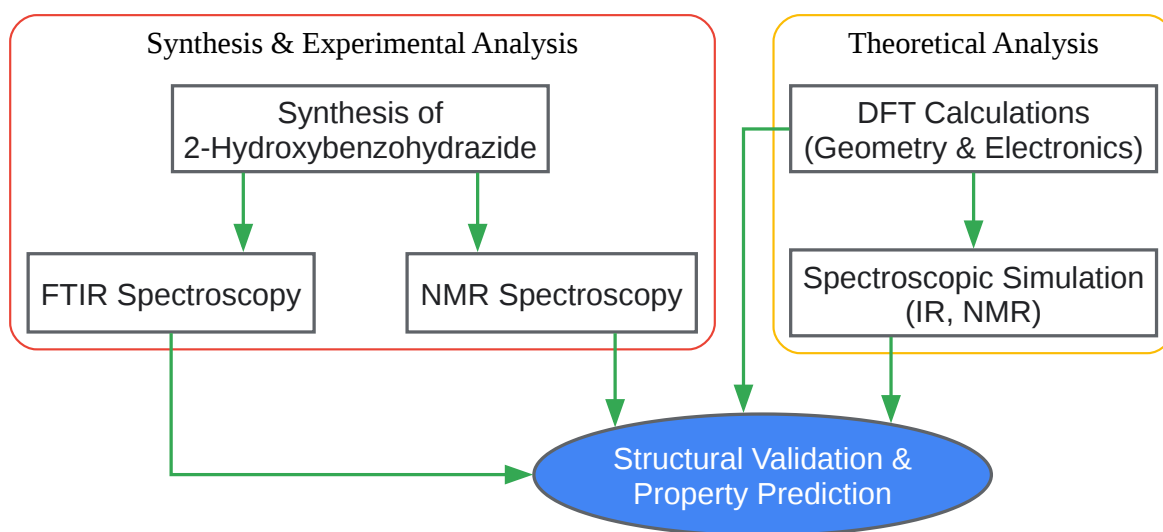 Synthesis & Experimental Analysis
Synthesis of
2-Hydroxybenzohydrazide
FTIR Spectroscopy
NMR Spectroscopy
Theoretical Analysis
DFT Calculations
(Geometry & Electronics)
Spectroscopic Simulation
(IR, NMR)
Structural Validation &
Property Prediction